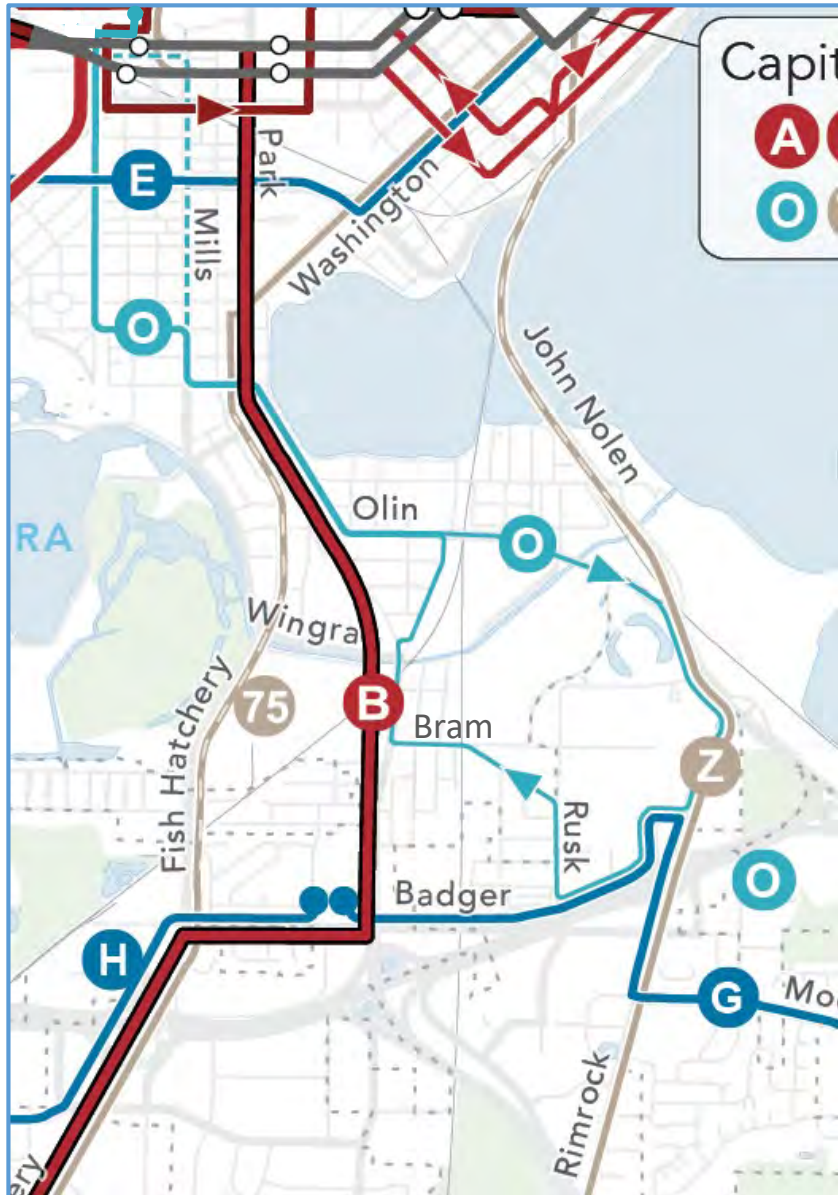 Capit
A
O
Park
E
Mills
Washington
O
John Nolen
RA
Olin
O
Wingra
Fish Hatchery
75
B
Bram
Z
Rusk
Badger
O
H
G
Mo
Rimrock
ery